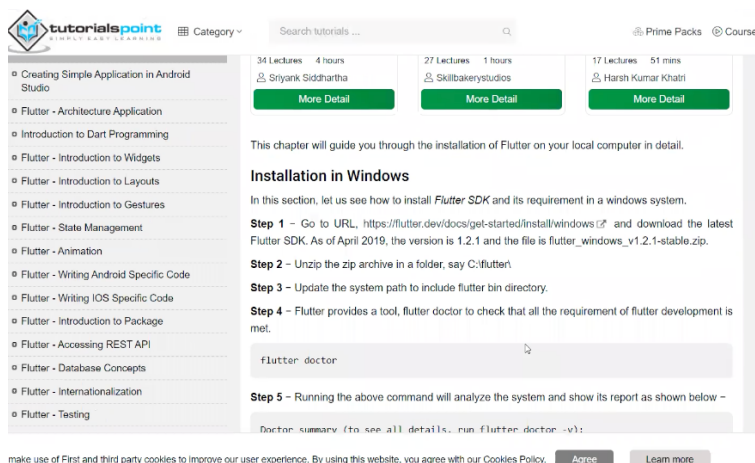 tutorialspoint
SIMPLY EASY LEARNING
Category
Search tutorials ...
Prime Packs
Course
Creating Simple Application in Android
Studio
Flutter - Architecture Application
Introduction to Dart Programming
Flutter - Introduction to Widgets
Flutter - Introduction to Layouts
Flutter - Introduction to Gestures
Flutter - State Management
Flutter - Animation
Flutter - Writing Android Specific Code
Flutter - Writing IOS Specific Code
Flutter - Introduction to Package
Flutter - Accessing REST API
Flutter - Database Concepts
Flutter - Internationalization
Flutter - Testing
34 Lectures 4 hours
Sriyank Siddhartha
More Detail
27 Lectures 1 hours
Skillbakerystudios
More Detail
17 Lectures 51 mins
Harsh Kumar Khatri
More Detail
This chapter will guide you through the installation of Flutter on your local computer in detail.
Installation in Windows
In this section, let us see how to install Flutter SDK and its requirement in a windows system.
Step 1 − Go to URL, https://flutter.dev/docs/get-started/install/windows and download the latest
Flutter SDK. As of April 2019, the version is 1.2.1 and the file is flutter_windows_v1.2.1-stable.zip.
Step 2 − Unzip the zip archive in a folder, say C:\flutter\
Step 3 − Update the system path to include flutter bin directory.
Step 4 − Flutter provides a tool, flutter doctor to check that all the requirement of flutter development is
met.
flutter doctor
Step 5 − Running the above command will analyze the system and show its report as shown below −
Doctor summary (to see all details, run flutter doctor -v):
make use of First and third party cookies to improve our user experience. By using this website, you agree with our Cookies Policy.
Agree
Learn more